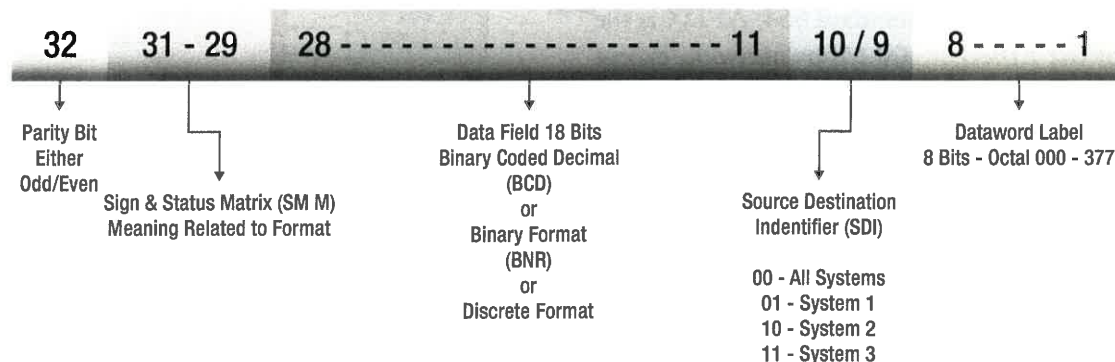 32 31 - 29 28 - - - - - - - - - - - - - - - - - - - - - - - 11 10 / 9 8 - - - - - 1
Parity Bit
Either
Odd/Even
Sign & Status Matrix (SM M)
Meaning Related to Format
Data Field 18 Bits
Binary Coded Decimal
(BCD)
or
Binary Format
(BNR)
or
Discrete Format
Source Destination
Indentifier (SDI)
00 - All Systems
01 - System 1
10 - System 2
11 - System 3
Dataword Label
8 Bits - Octal 000 - 377